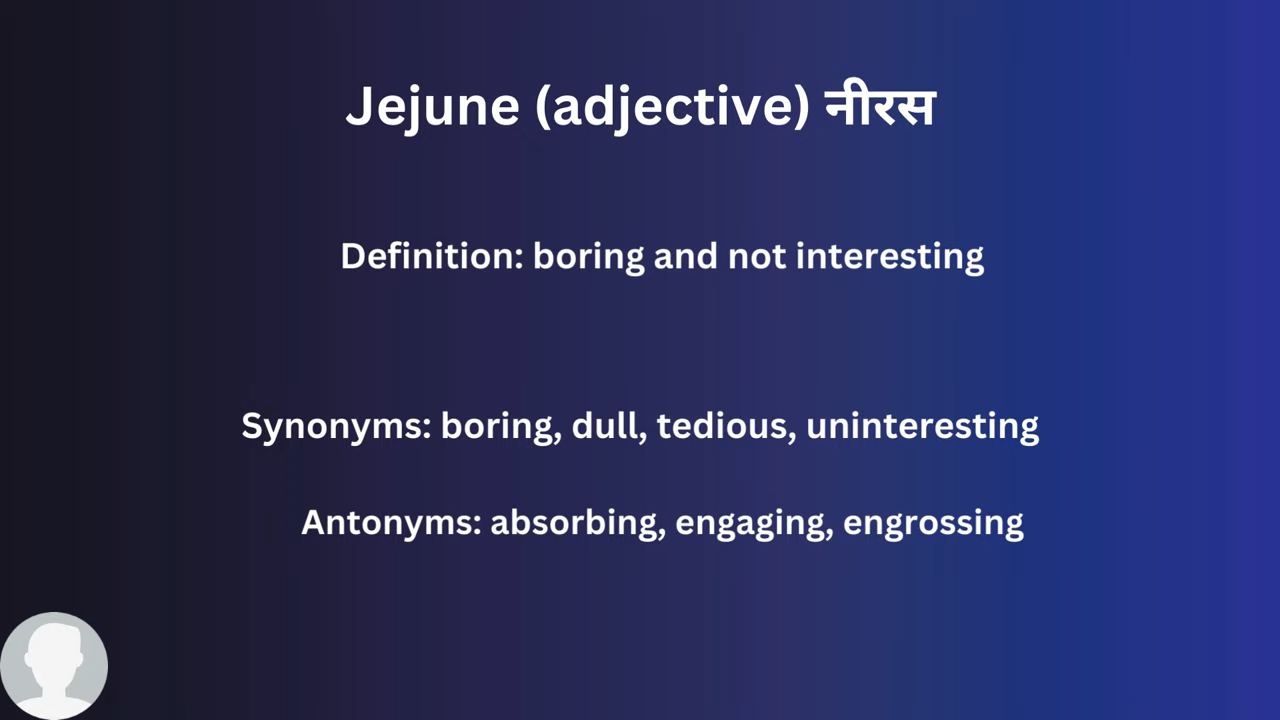 Jejune (adjective) नीरस
Definition: boring and not interesting
Synonyms: boring, dull, tedious, uninteresting
Antonyms: absorbing, engaging, engrossing